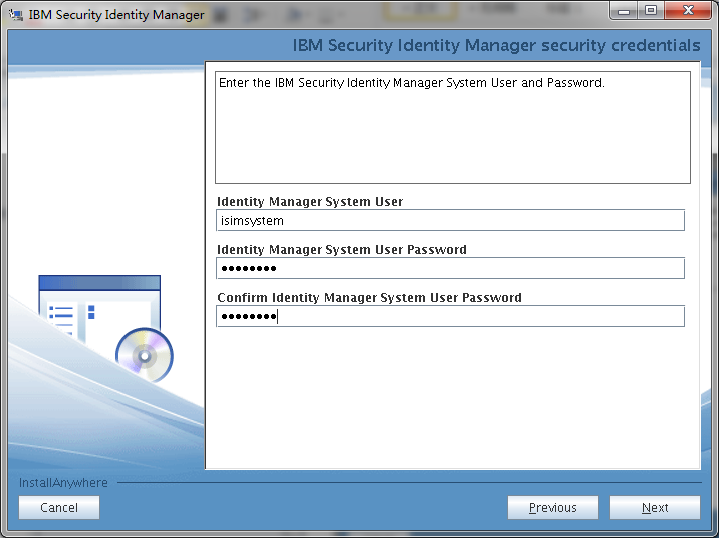 IBM Security Identity Manager
IBM Security Identity Manager security credentials
Enter the IBM Security Identity Manager System User and Password.
Identity Manager System User
isimsystem
Identity Manager System User Password
●●●●●●●●
Confirm Identity Manager System User Password
●●●●●●●●
InstallAnywhere
Cancel
Previous
Next